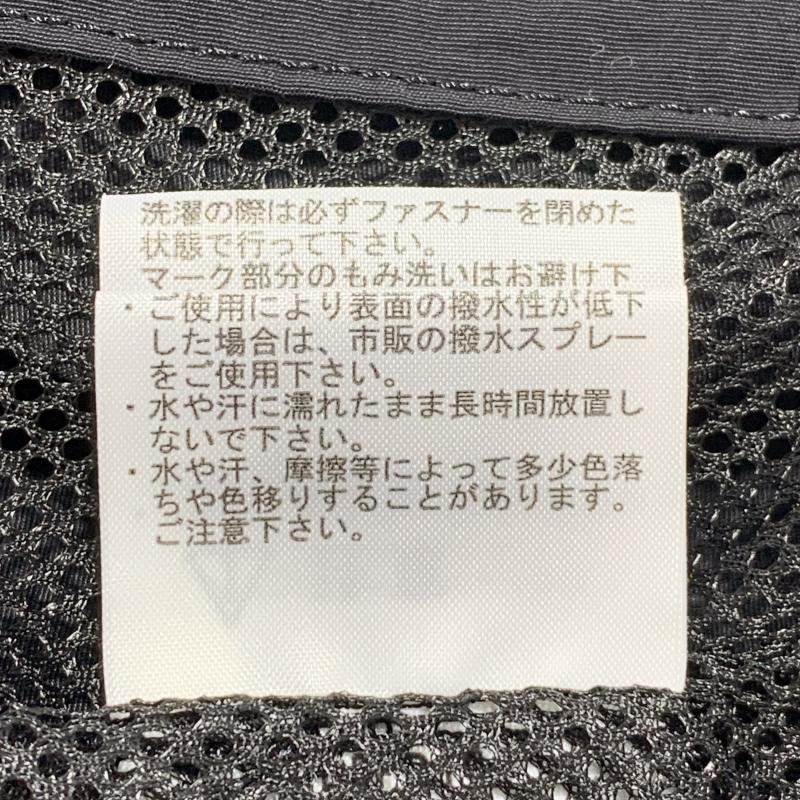 洗濯の際は必ずファスナーを閉めた
状態で行って下さい。
マーク部分のもみ洗いはお避け下
・ご使用により表面の撥水性が低下
した場合は、市販の撥水スプレー
をご使用下さい。
・水や汗に濡れたまま長時間放置し
ないで下さい。
・水や汗、摩擦等によって多少色落
ちや色移りすることがあります。
ご注意下さい。